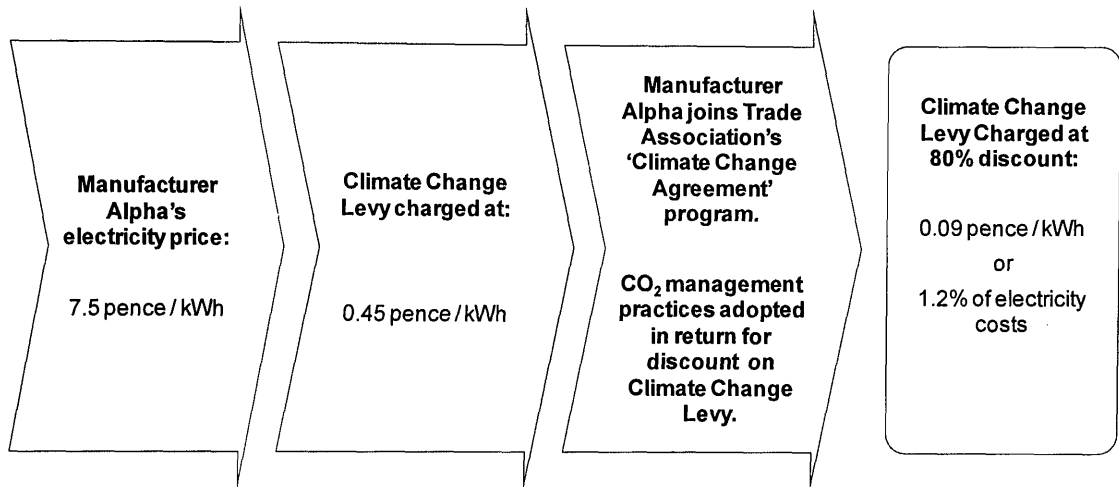 Manufacturer
Alpha's
electricity price:
7.5 pence / kWh
Climate Change
Levy charged at:
0.45 pence / kWh
Manufacturer
Alpha joins Trade
Association's
'Climate Change
Agreement'
program.
CO₂ management
practices adopted
in return for
discount on
Climate Change
Levy.
Climate Change
Levy Charged at
80% discount:
0.09 pence / kWh
or
1.2% of electricity
costs